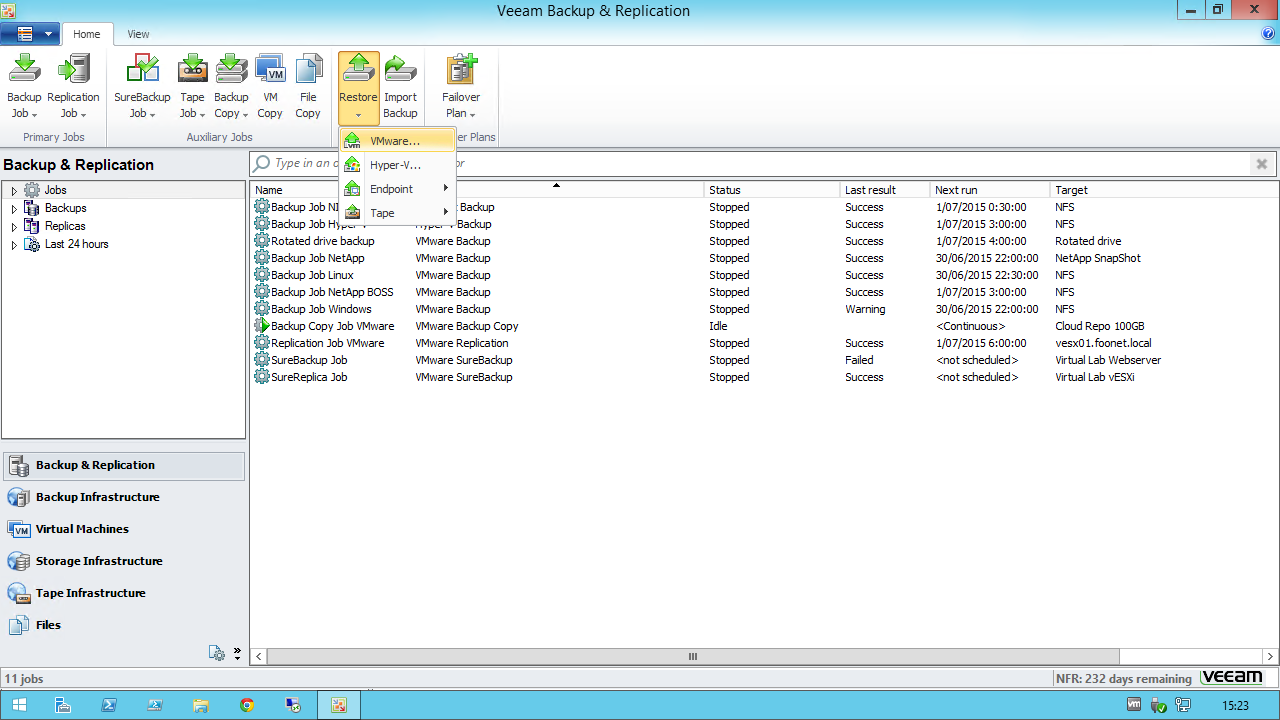 Veeam Backup & Replication
Home View
Backup Job Replication Job SureBackup Job Tape Job Backup Copy VM Copy File Copy Restore Import Backup Failover Plan
Primary Jobs Auxiliary Jobs Plans
VMware...
Hyper-V...
Endpoint
Tape
Backup & Replication
Type in an
Jobs
Backups
Replicas
Last 24 hours
Name Status Last result Next run Target
Backup Job Backup Stopped Success 1/07/2015 0:30:00 NFS
Backup Job Hyper-V Hyper-V Backup Stopped Success 1/07/2015 3:00:00 NFS
Rotated drive backup VMware Backup Stopped Success 1/07/2015 4:00:00 Rotated drive
Backup Job NetApp VMware Backup Stopped Success 30/06/2015 22:00:00 NetApp SnapShot
Backup Job Linux VMware Backup Stopped Success 30/06/2015 22:30:00 NFS
Backup Job NetApp BOSS VMware Backup Stopped Success 1/07/2015 3:00:00 NFS
Backup Job Windows VMware Backup Stopped Warning 30/06/2015 22:00:00 NFS
Backup Copy Job VMware VMware Backup Copy Idle <Continuous> Cloud Repo 100GB
Replication Job VMware VMware Replication Stopped Success 1/07/2015 6:00:00 vesx01.foonet.local
SureBackup Job VMware SureBackup Stopped Failed <not scheduled> Virtual Lab Webserver
SureReplica Job VMware SureBackup Stopped Success <not scheduled> Virtual Lab vESXi
Backup & Replication
Backup Infrastructure
Virtual Machines
Storage Infrastructure
Tape Infrastructure
Files
11 jobs NFR: 232 days remaining veeam
15:23